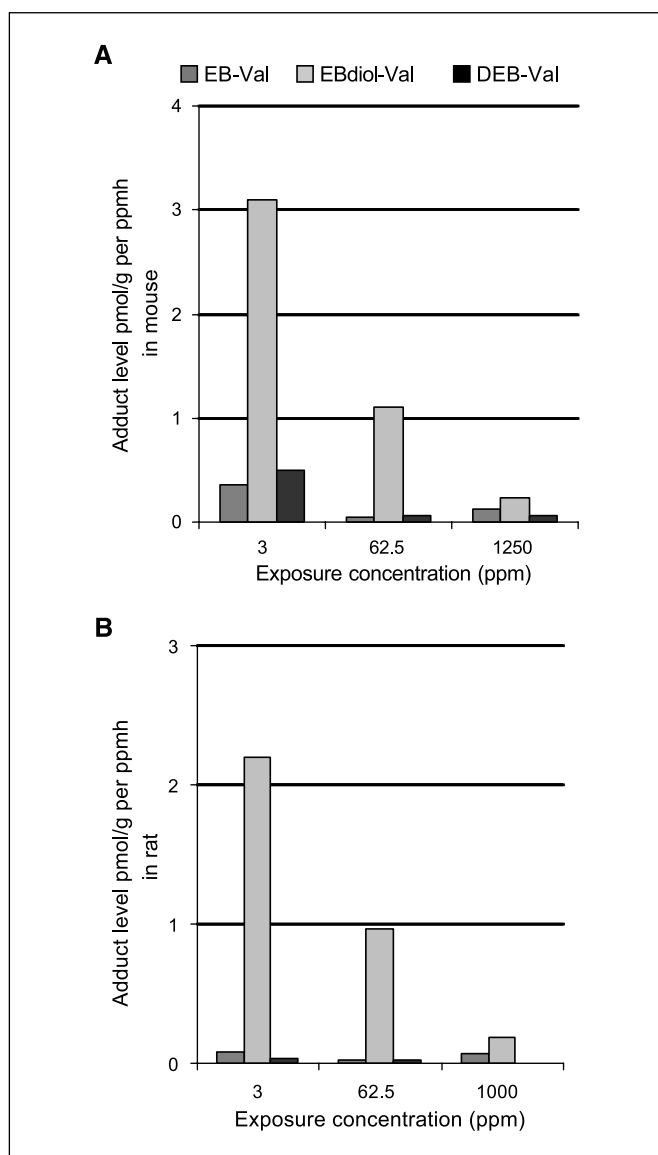 A
EB-Val EBdiol-Val DEB-Val
4
3
2
1
0
Adduct level pmol/g per ppmh
in mouse
3 62.5 1250
Exposure concentration (ppm)
B
3
2
1
0
Adduct level pmol/g per ppmh
in rat
3 62.5 1000
Exposure concentration (ppm)